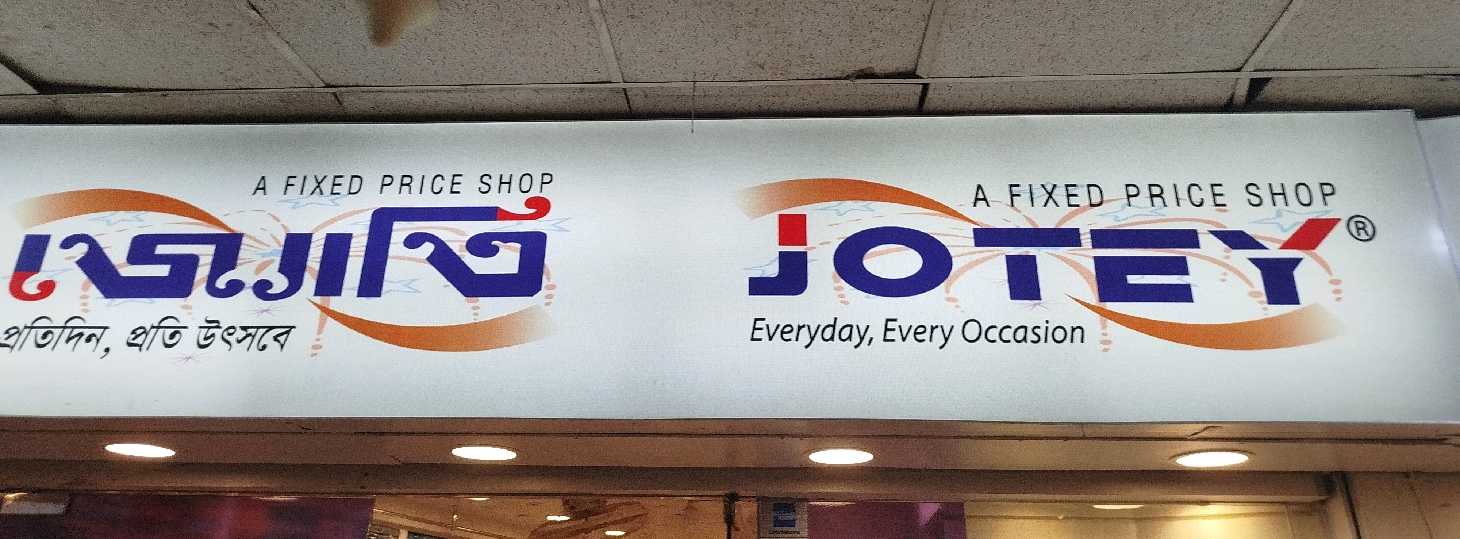 A FIXED PRICE SHOP
জ্যোতি
প্রতিদিন, প্রতি উৎসবে
A FIXED PRICE SHOP
JOTEY®
Everyday, Every Occasion